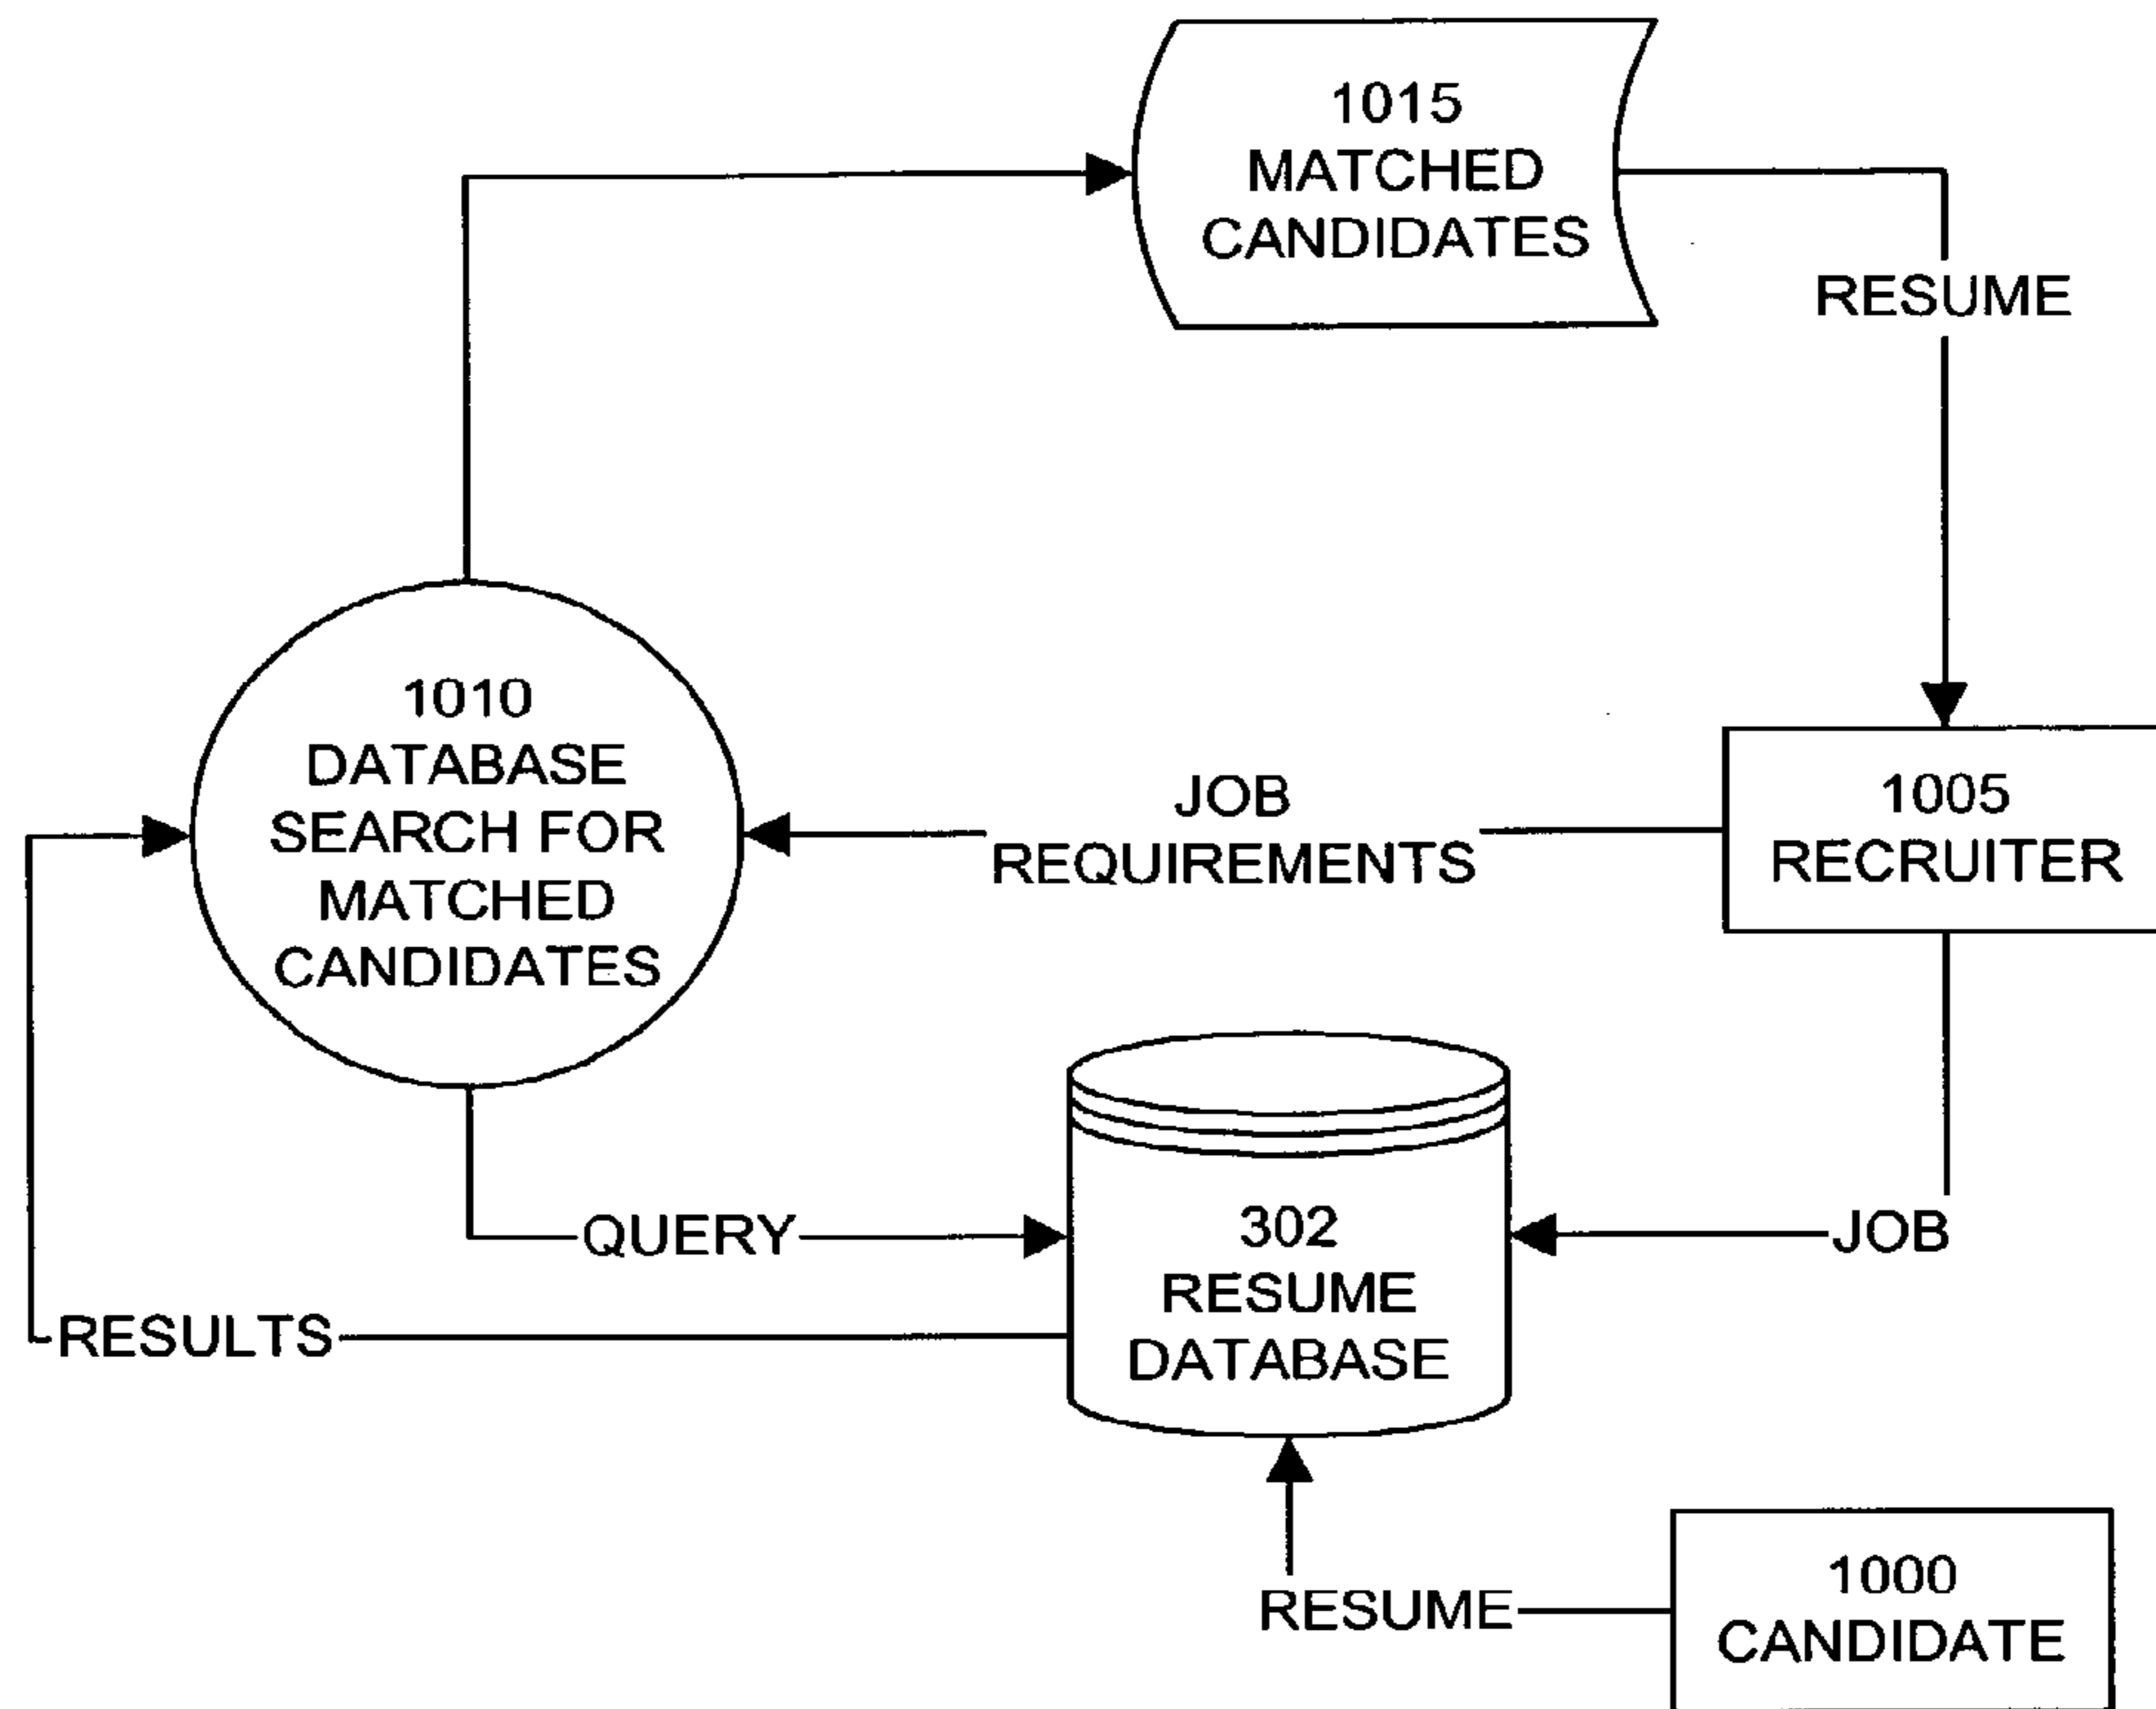 1015
MATCHED
CANDIDATES
RESUME
1010
DATABASE
SEARCH FOR
MATCHED
CANDIDATES
JOB
REQUIREMENTS
1005
RECRUITER
QUERY
302
RESUME
DATABASE
JOB
RESULTS
RESUME
1000
CANDIDATE